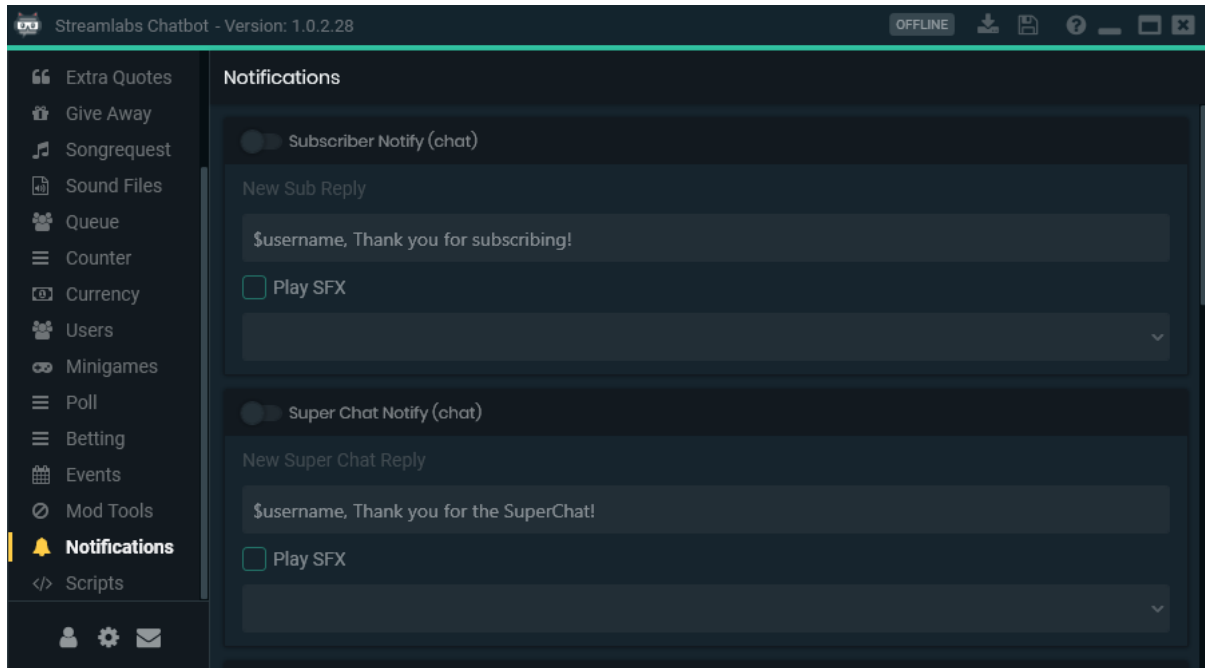 Streamlabs Chatbot - Version: 1.0.2.28
OFFLINE
Extra Quotes
Give Away
Songrequest
Sound Files
Queue
Counter
Currency
Users
Minigames
Poll
Betting
Events
Mod Tools
Notifications
Scripts
Notifications
Subscriber Notify (chat)
New Sub Reply
$username, Thank you for subscribing!
Play SFX
Super Chat Notify (chat)
New Super Chat Reply
$username, Thank you for the SuperChat!
Play SFX